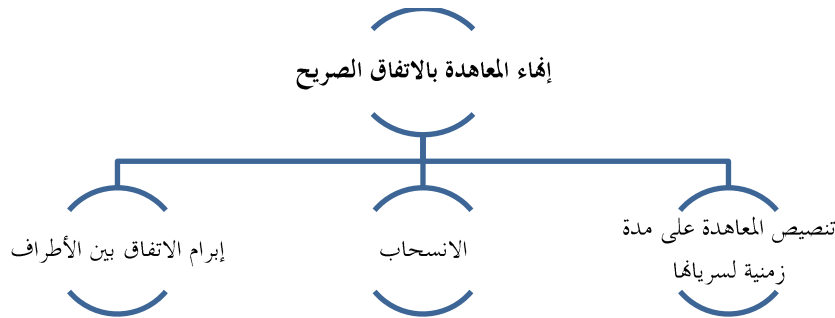 إنهاء المعاهدة بالاتفاق الصريح
تنصيص المعاهدة على مدة
زمنية لسريانها
الانسحاب
إبرام الاتفاق بين الأطراف